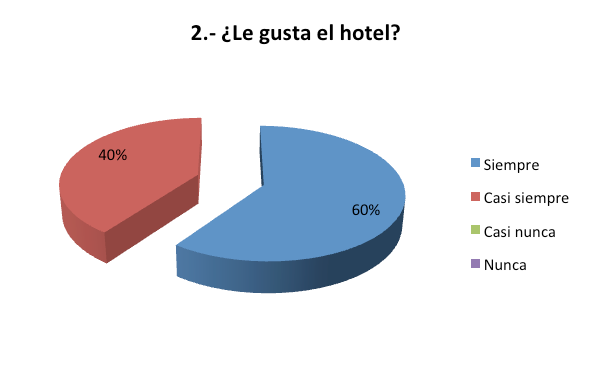 2.- ¿Le gusta el hotel?
40%
60%
Siempre
Casi siempre
Casi nunca
Nunca